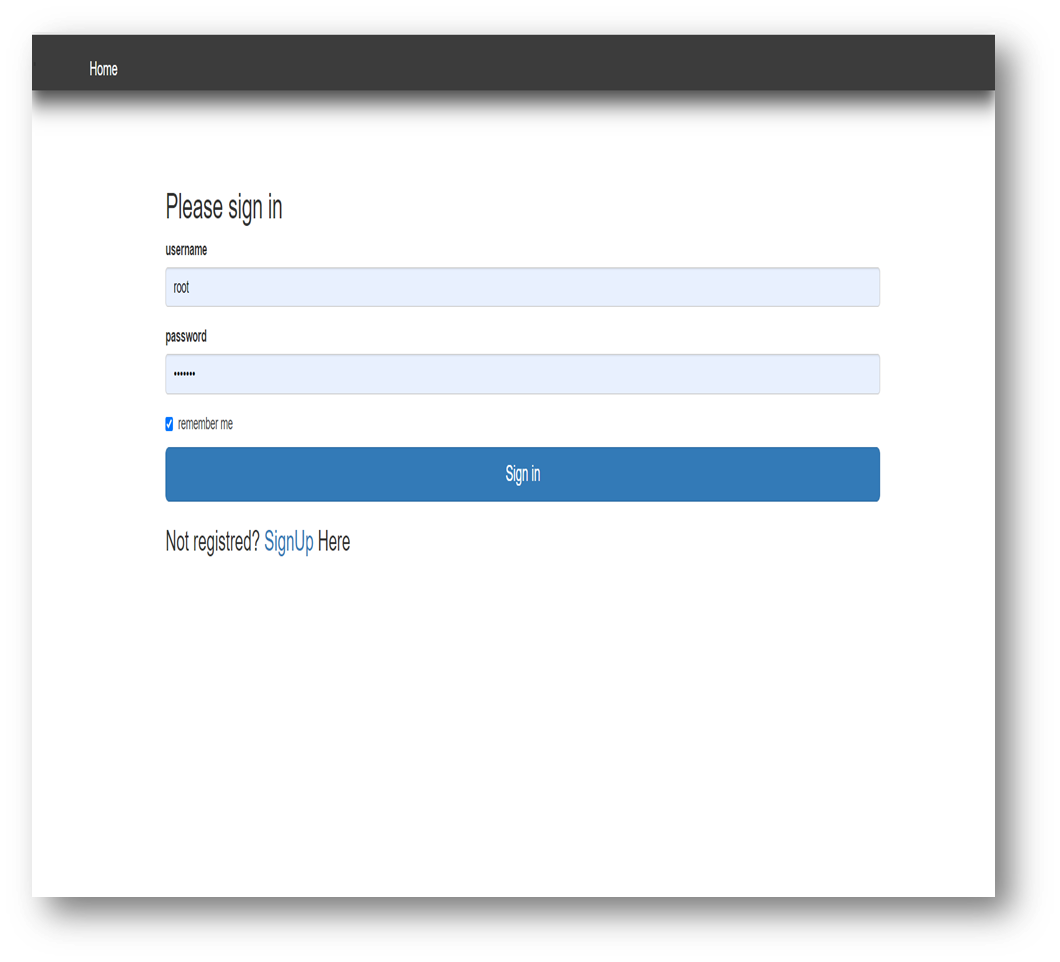 Home
Please sign in
username
root
password
•••••••
remember me
Sign in
Not registred? SignUp Here